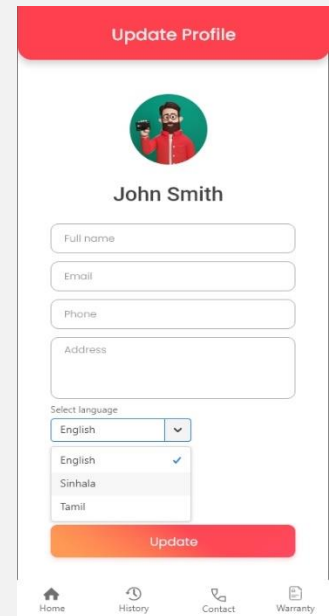 Update Profile
John Smith
Full name
Email
Phone
Address
Select language
English
English
Sinhala
Tamil
Update
Home History Contact Warranty